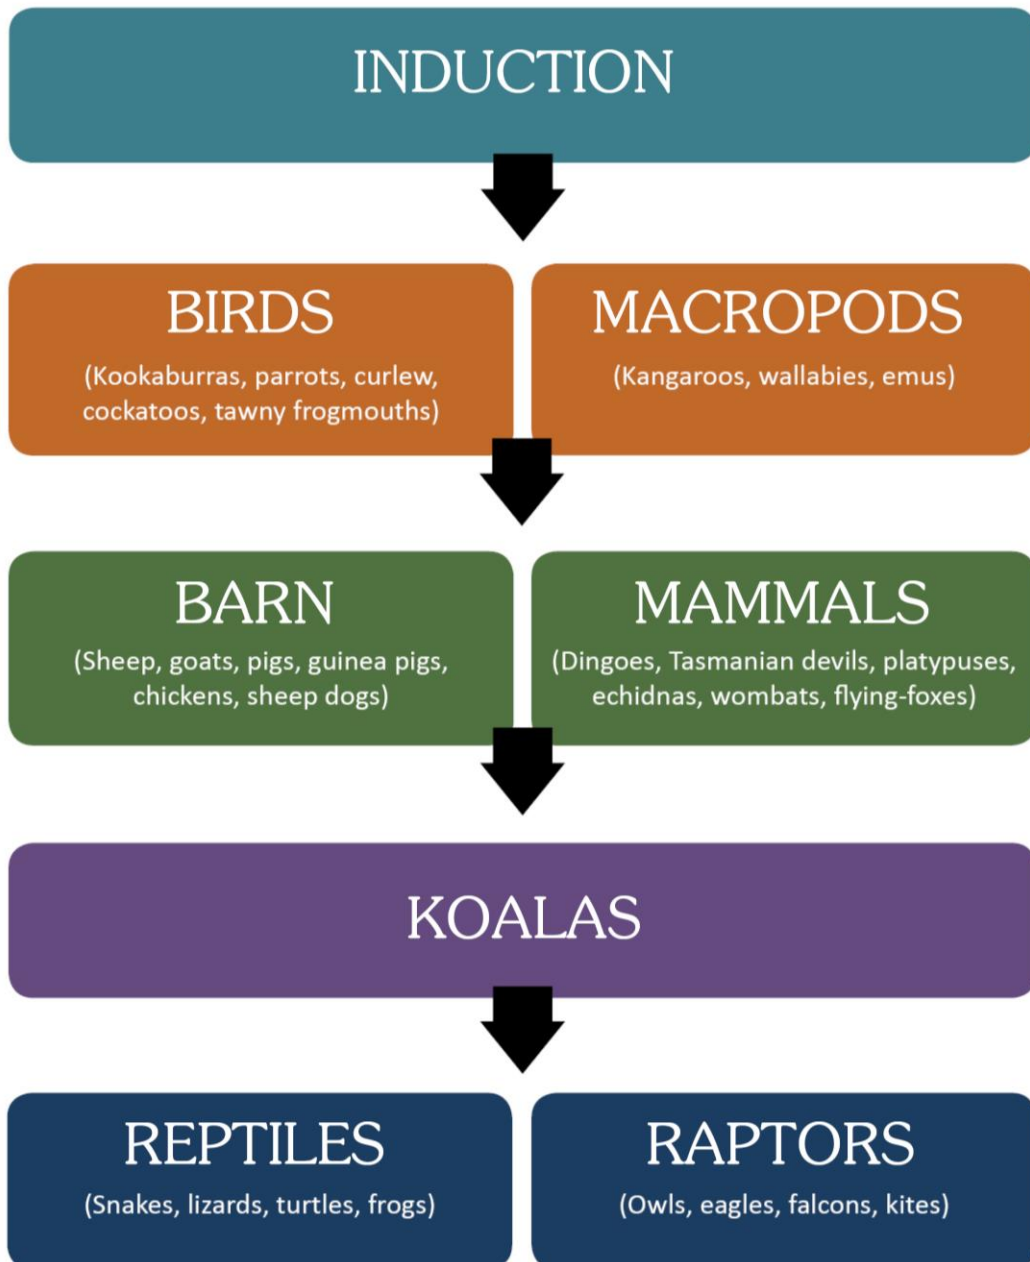 INDUCTION
BIRDS
(Kookaburras, parrots, curlew,
cockatoos, tawny frogmouths)
MACROPODS
(Kangaroos, wallabies, emus)
BARN
(Sheep, goats, pigs, guinea pigs,
chickens, sheep dogs)
MAMMALS
(Dingoes, Tasmanian devils, platypuses,
echidnas, wombats, flying-foxes)
KOALAS
REPTILES
(Snakes, lizards, turtles, frogs)
RAPTORS
(Owls, eagles, falcons, kites)